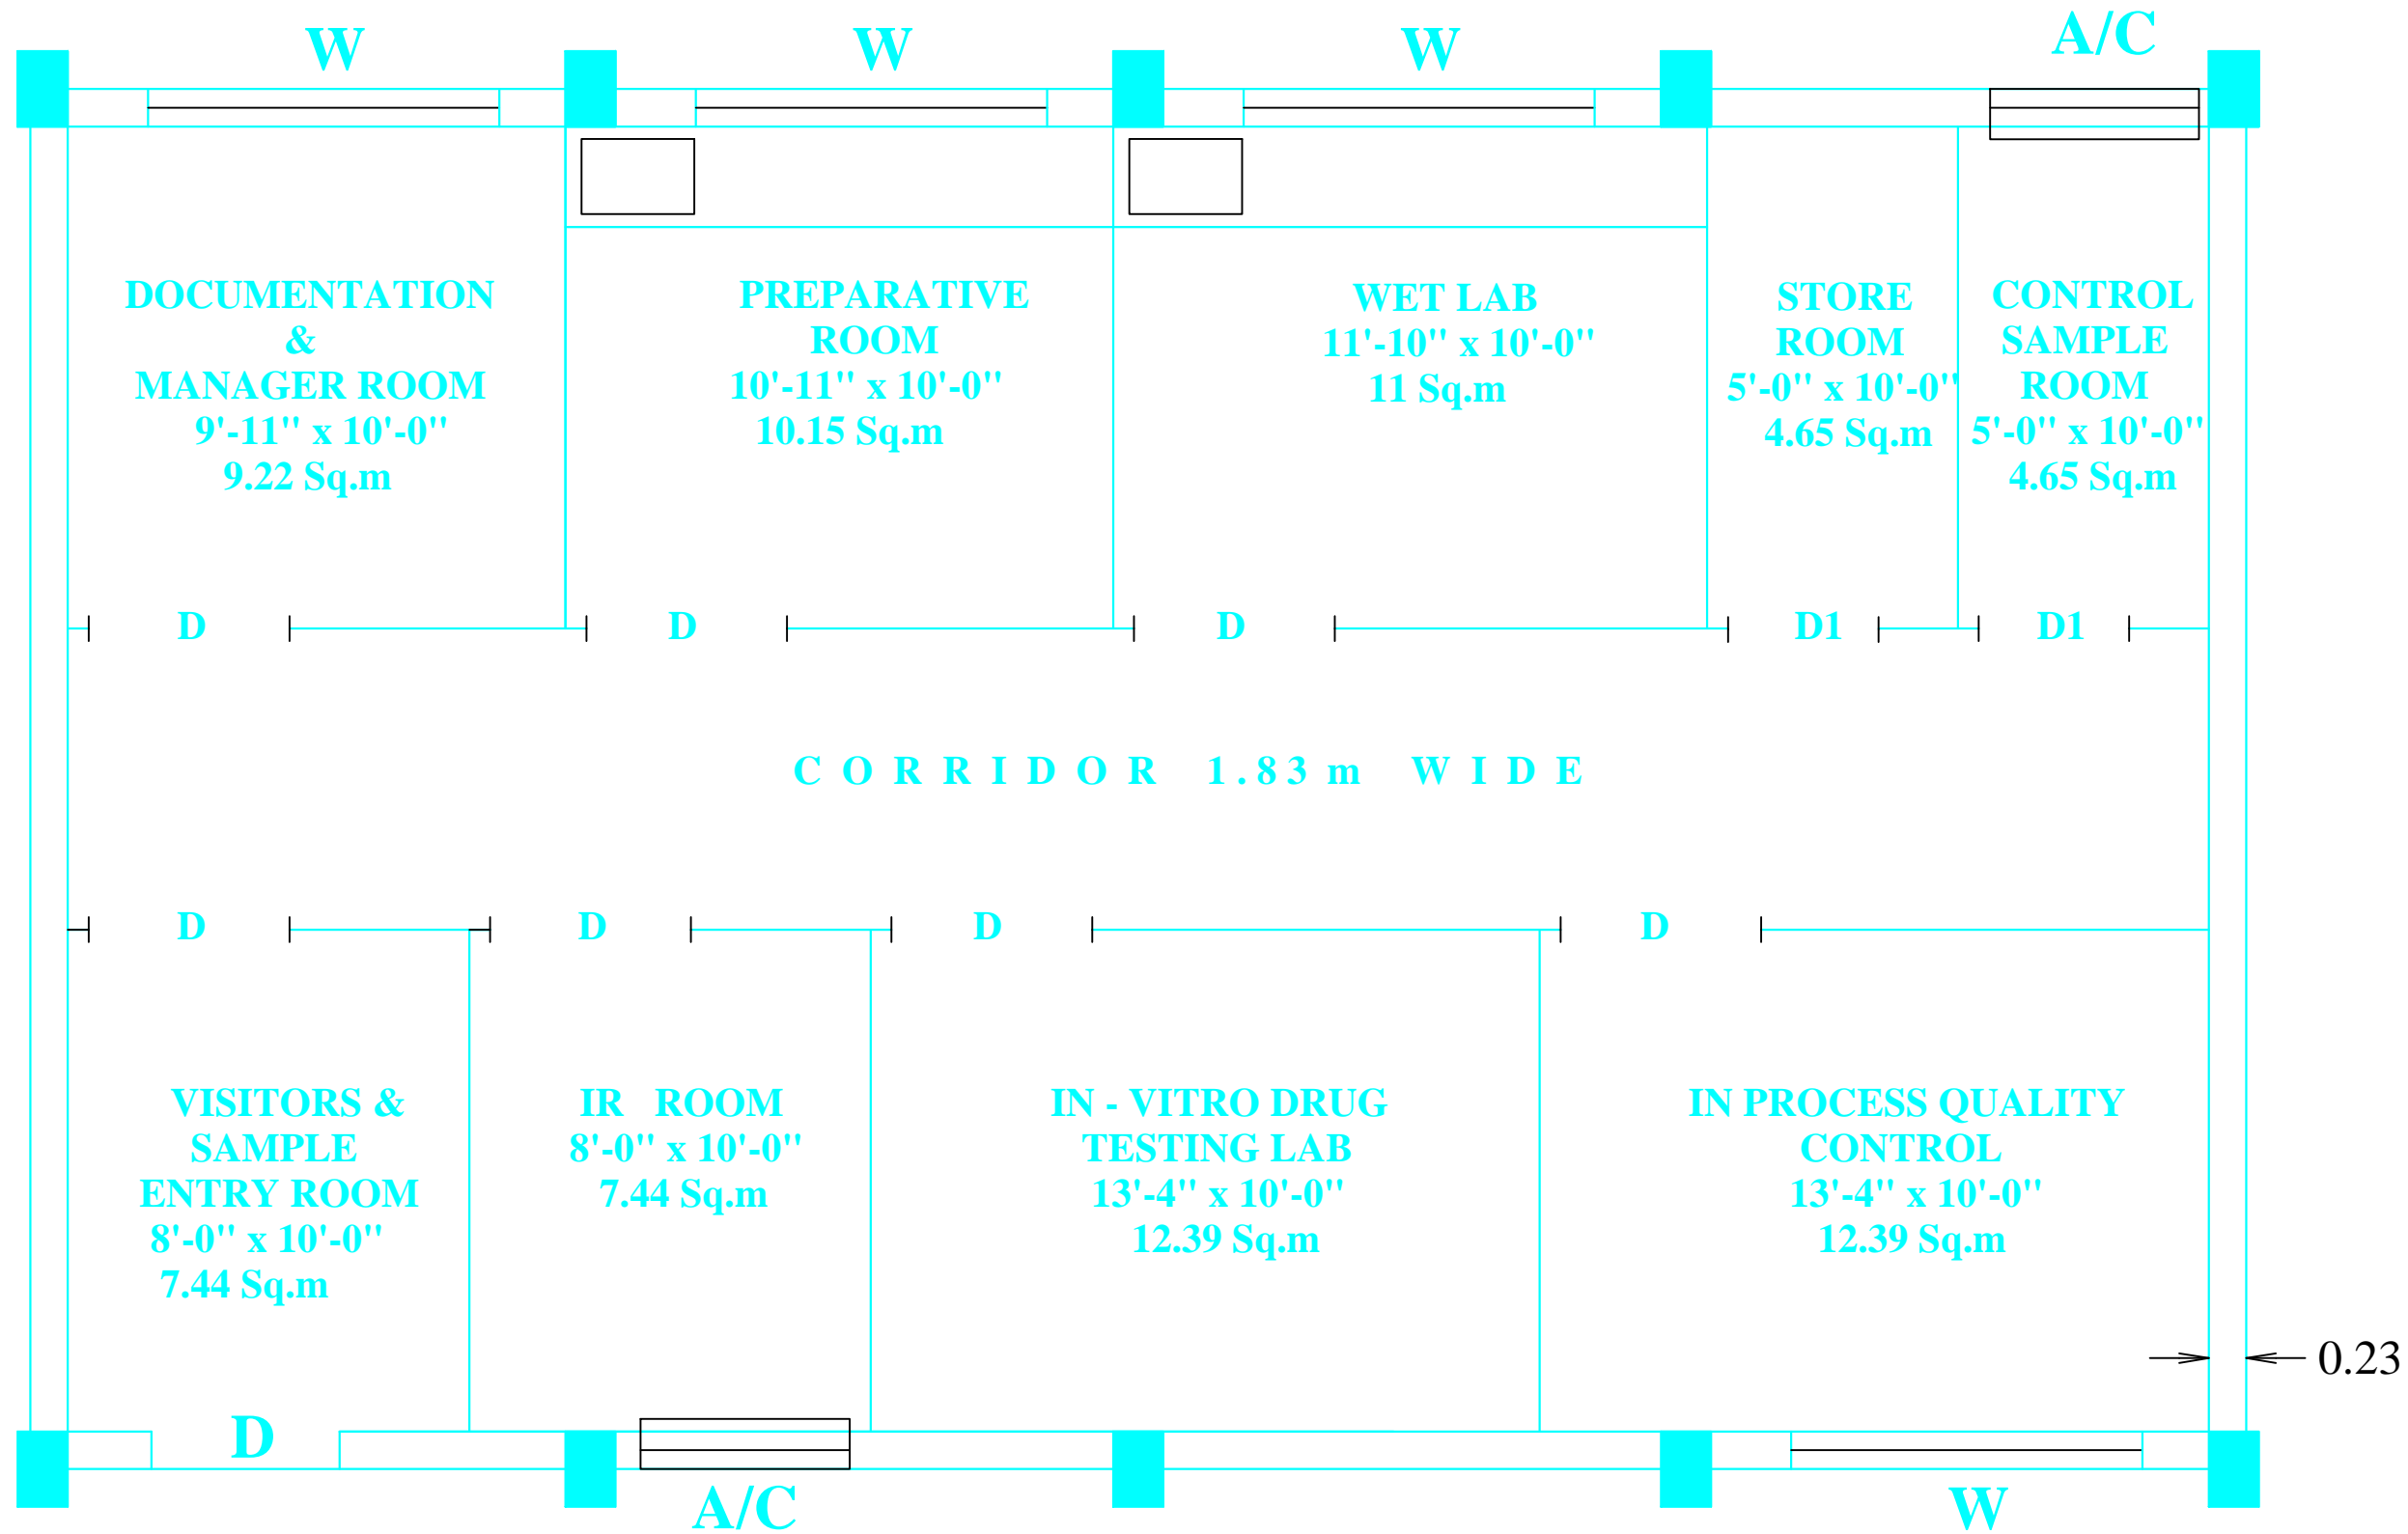 W
W
W
A/C
DOCUMENTATION
&
MANAGER ROOM
9'-11'' x 10'-0''
9.22 Sq.m
PREPARATIVE
ROOM
10'-11'' x 10'-0''
10.15 Sq.m
WET LAB
11'-10'' x 10'-0''
11 Sq.m
STORE
ROOM
5'-0'' x 10'-0''
4.65 Sq.m
CONTROL
SAMPLE
ROOM
5'-0'' x 10'-0''
4.65 Sq.m
D
D
D
D1
D1
CORRIDOR 1.83m WIDE
D
D
D
D
VISITORS &
SAMPLE
ENTRY ROOM
8'-0'' x 10'-0''
7.44 Sq.m
IR ROOM
8'-0'' x 10'-0''
7.44 Sq.m
IN - VITRO DRUG
TESTING LAB
13'-4'' x 10'-0''
12.39 Sq.m
IN PROCESS QUALITY
CONTROL
13'-4'' x 10'-0''
12.39 Sq.m
0.23
D
A/C
W